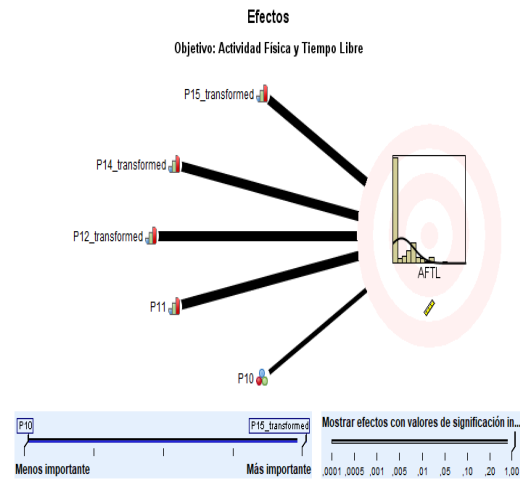 Efectos
Objetivo: Actividad Física y Tiempo Libre
P15_transformed
P14_transformed
P12_transformed
P11
P10
AFTL
P10
P15_transformed
Menos importante
Más importante
Mostrar efectos con valores de significación in...
,0001 ,0005 ,001 ,005 ,01 ,05 ,10 ,20 1,00